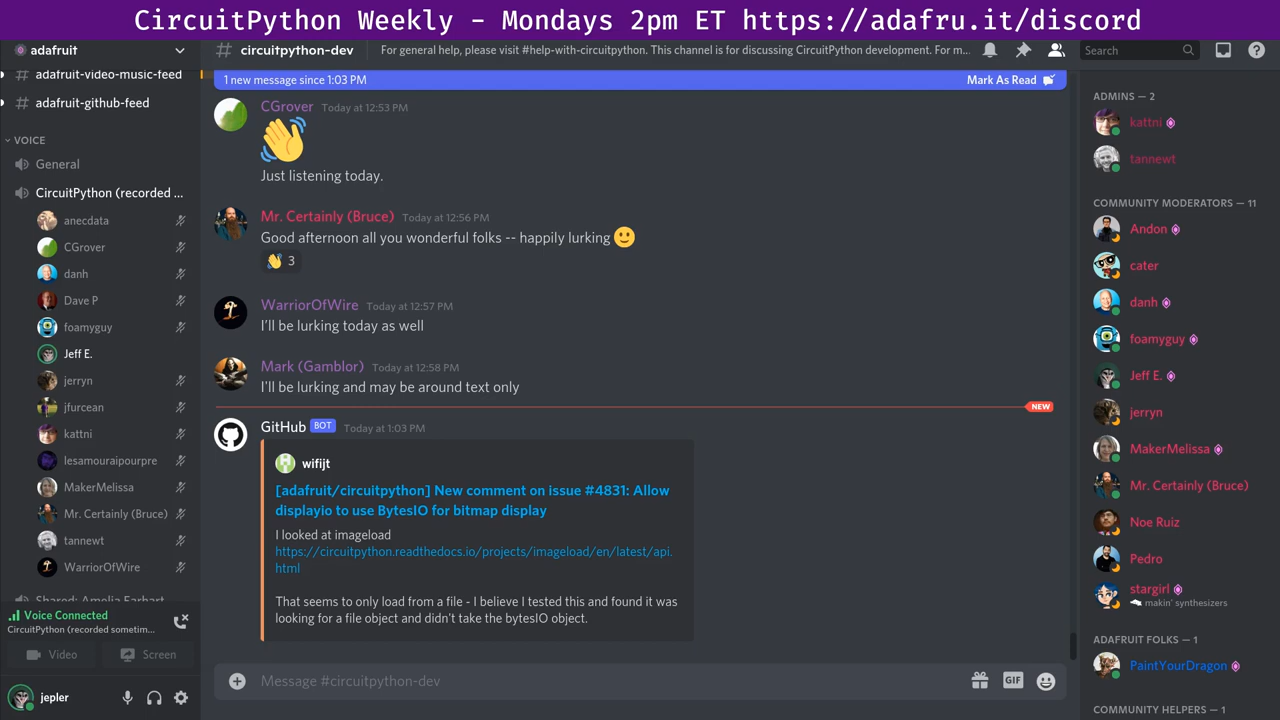 CircuitPython Weekly - Mondays 2pm ET https://adafru.it/discord
adafruit
# circuitpython-dev
For general help, please visit #help-with-circuitpython. This channel is for discussing CircuitPython development. For m...
Search
adafruit-video-music-feed
# adafruit-github-feed
VOICE
General
CircuitPython (recorded ...
anecdata
CGrover
danh
Dave P
foamyguy
Jeff E.
jerryn
jfurcean
kattni
lesamouraipourpre
MakerMelissa
Mr. Certainly (Bruce)
tannewt
WarriorOfWire
Shared: Amelia Earhart
Voice Connected
CircuitPython (recorded sometim...
Video
Screen
jepler
1 new message since 1:03 PM
Mark As Read
CGrover Today at 12:53 PM
Just listening today.
Mr. Certainly (Bruce) Today at 12:56 PM
Good afternoon all you wonderful folks -- happily lurking
3
WarriorOfWire Today at 12:57 PM
I'll be lurking today as well
Mark (Gamblor) Today at 12:58 PM
I'll be lurking and may be around text only
NEW
GitHub BOT Today at 1:03 PM
wifijt
[adafruit/circuitpython] New comment on issue #4831: Allow
displayio to use BytesIO for bitmap display
I looked at imageload
https://circuitpython.readthedocs.io/projects/imageload/en/latest/api.
html
That seems to only load from a file - I believe I tested this and found it was
looking for a file object and didn't take the bytesIO object.
Message #circuitpython-dev
GIF
ADMINS — 2
kattni
tannewt
COMMUNITY MODERATORS — 11
Andon
cater
danh
foamyguy
Jeff E.
jerryn
MakerMelissa
Mr. Certainly (Bruce)
Noe Ruiz
Pedro
stargirl
makin' synthesizers
ADAFRUIT FOLKS — 1
PaintYourDragon
COMMUNITY HELPERS — 1